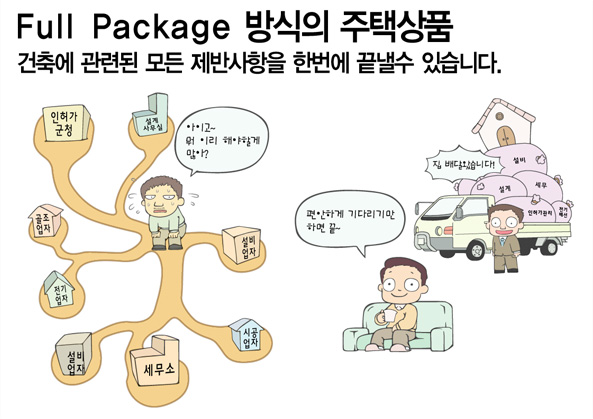 Full Package 방식의 주택상품
건축에 관련된 모든 제반사항을 한번에 끝낼수 있습니다.
인허가
군청
설계
사무실
아이고~
뭐 이리 해야할게
많아?
골조
업자
설비
업자
전기
업자
설비
업자
세무소
시공
업자
편안하게 기다리기만
하면 끝~
집 배달왔습니다!
설비
설계
세무
인허가관리
전기